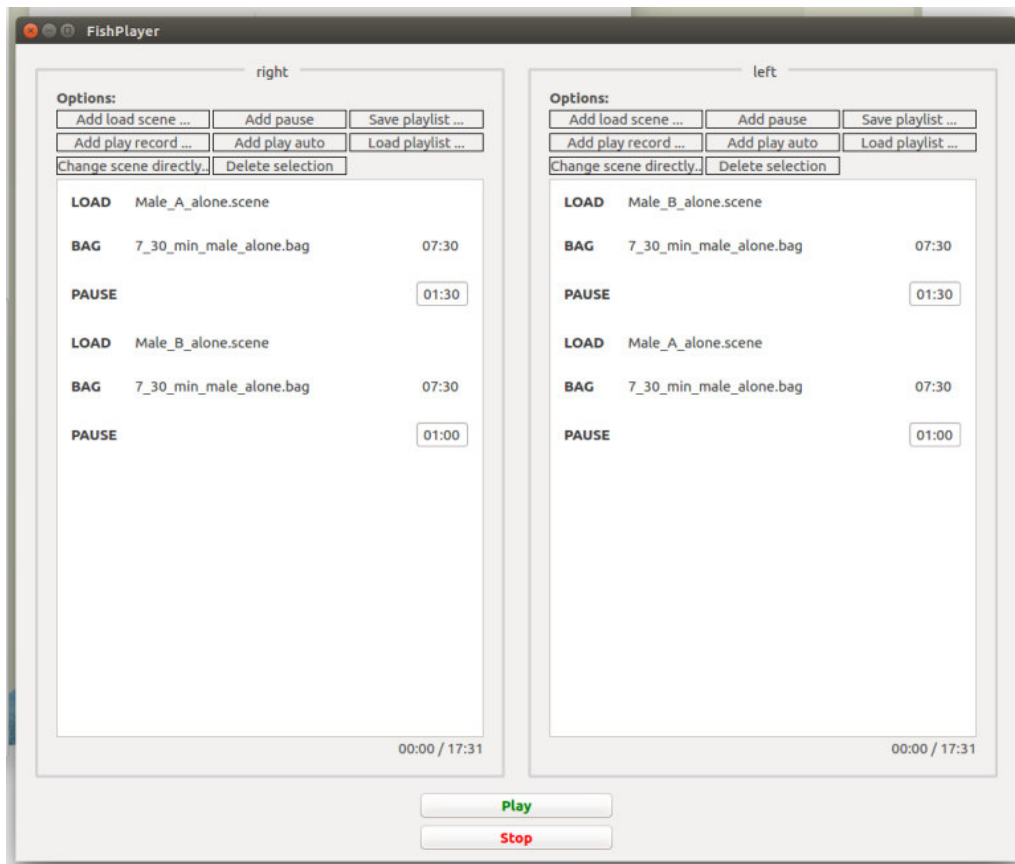 FishPlayer
right
Options:
Add load scene ... Add pause Save playlist ...
Add play record ... Add play auto Load playlist ...
Change scene directly.. Delete selection
LOAD Male_A_alone.scene
BAG 7_30_min_male_alone.bag 07:30
PAUSE 01:30
LOAD Male_B_alone.scene
BAG 7_30_min_male_alone.bag 07:30
PAUSE 01:00
00:00 / 17:31
left
Options:
Add load scene ... Add pause Save playlist ...
Add play record ... Add play auto Load playlist ...
Change scene directly.. Delete selection
LOAD Male_B_alone.scene
BAG 7_30_min_male_alone.bag 07:30
PAUSE 01:30
LOAD Male_A_alone.scene
BAG 7_30_min_male_alone.bag 07:30
PAUSE 01:00
00:00 / 17:31
Play
Stop